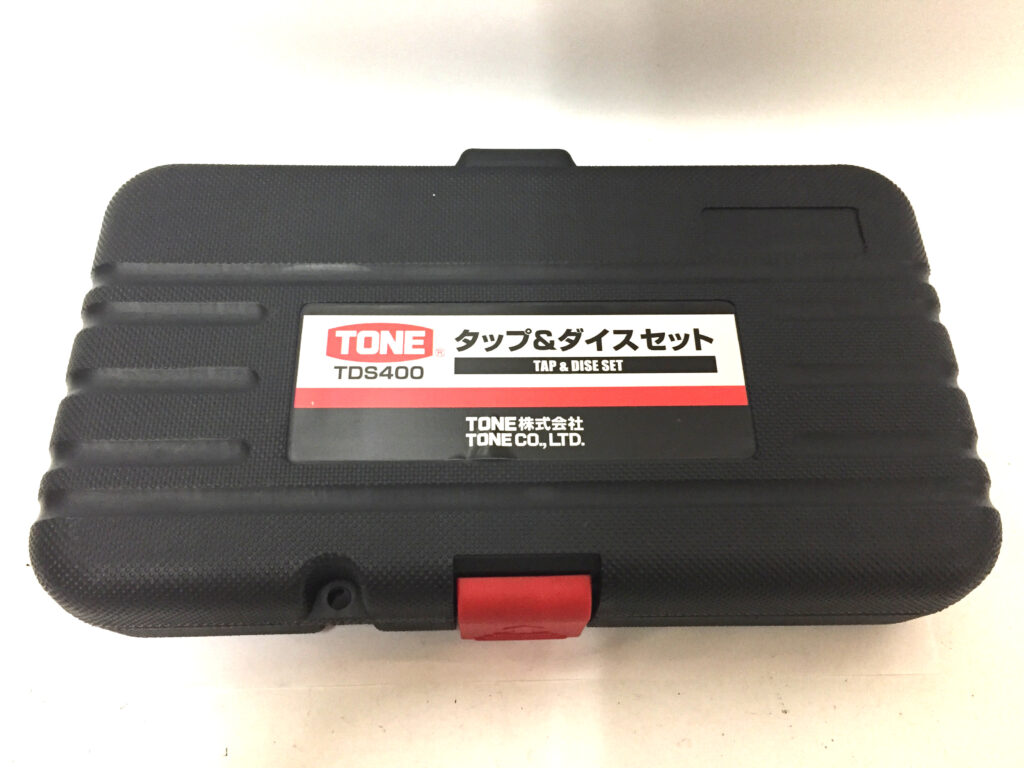 TONE®
TDS400
タップ&ダイスセット
TAP & DISE SET
TONE株式会社
TONE CO., LTD.